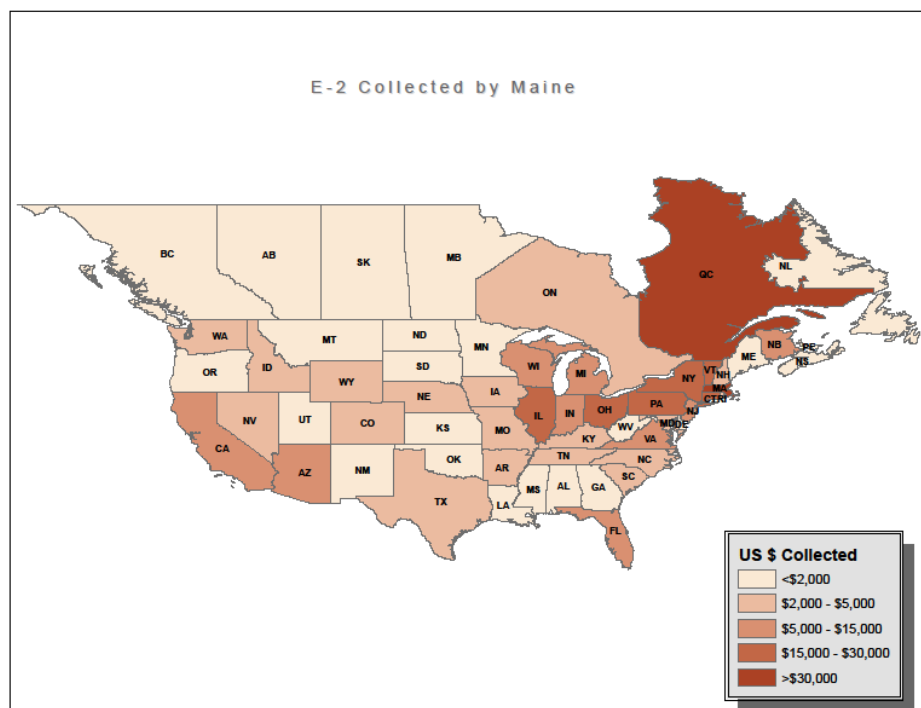 E-2 Collected by Maine
QC
BC
AB
SK
MB
NL
ON
WA
MT
ND
MN
NB
PE
ME
NS
OR
ID
SD
WI
MI
VT
NH
NY
MA
WY
CT
RI
IA
NE
PA
NJ
NV
UT
IL
IN
OH
CO
MD
DE
KS
MO
WV
KY
VA
CA
TN
NC
AZ
NM
OK
AR
SC
MS
AL
GA
TX
LA
FL
US $ Collected
<$2,000
$2,000 - $5,000
$5,000 - $15,000
$15,000 - $30,000
>$30,000